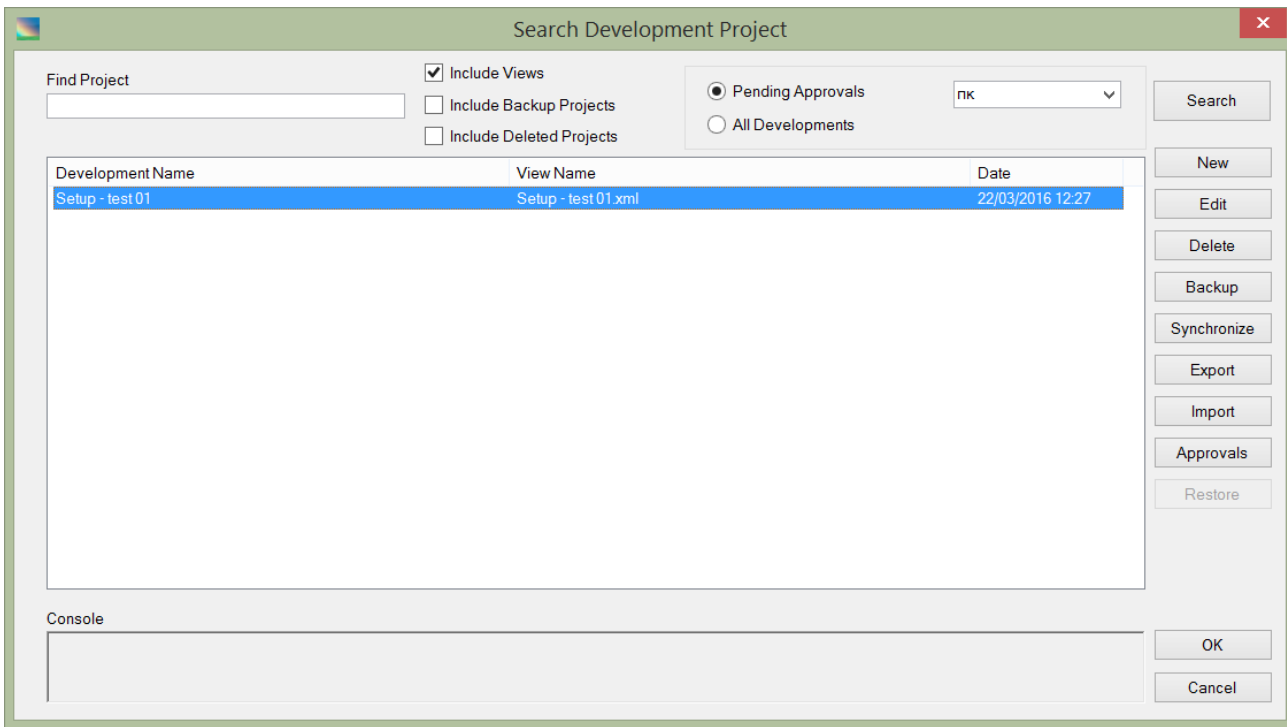 Search Development Project
Find Project
Include Views
Include Backup Projects
Include Deleted Projects
Pending Approvals
All Developments
пк
Search
Development Name View Name Date
Setup - test 01 Setup - test 01.xml 22/03/2016 12:27
New
Edit
Delete
Backup
Synchronize
Export
Import
Approvals
Restore
Console
OK
Cancel